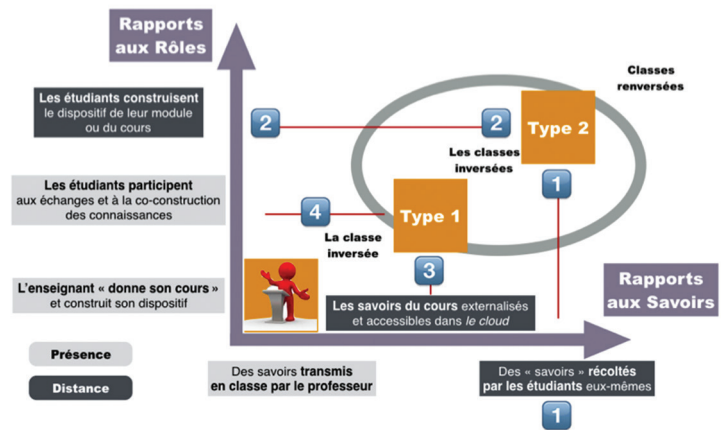 Rapports
aux Rôles
Classes
renversées
Les étudiants construisent
le dispositif de leur module
ou du cours
2
2
Type 2
Les classes
inversées
1
Les étudiants participent
aux échanges et à la co-construction
des connaissances
4
Type 1
La classe
inversée
3
Rapports
aux Savoirs
L'enseignant « donne son cours »
et construit son dispositif
Les savoirs du cours externalisés
et accessibles dans le cloud
Présence
Distance
Des savoirs transmis
en classe par le professeur
Des « savoirs » récoltés
par les étudiants eux-mêmes
1